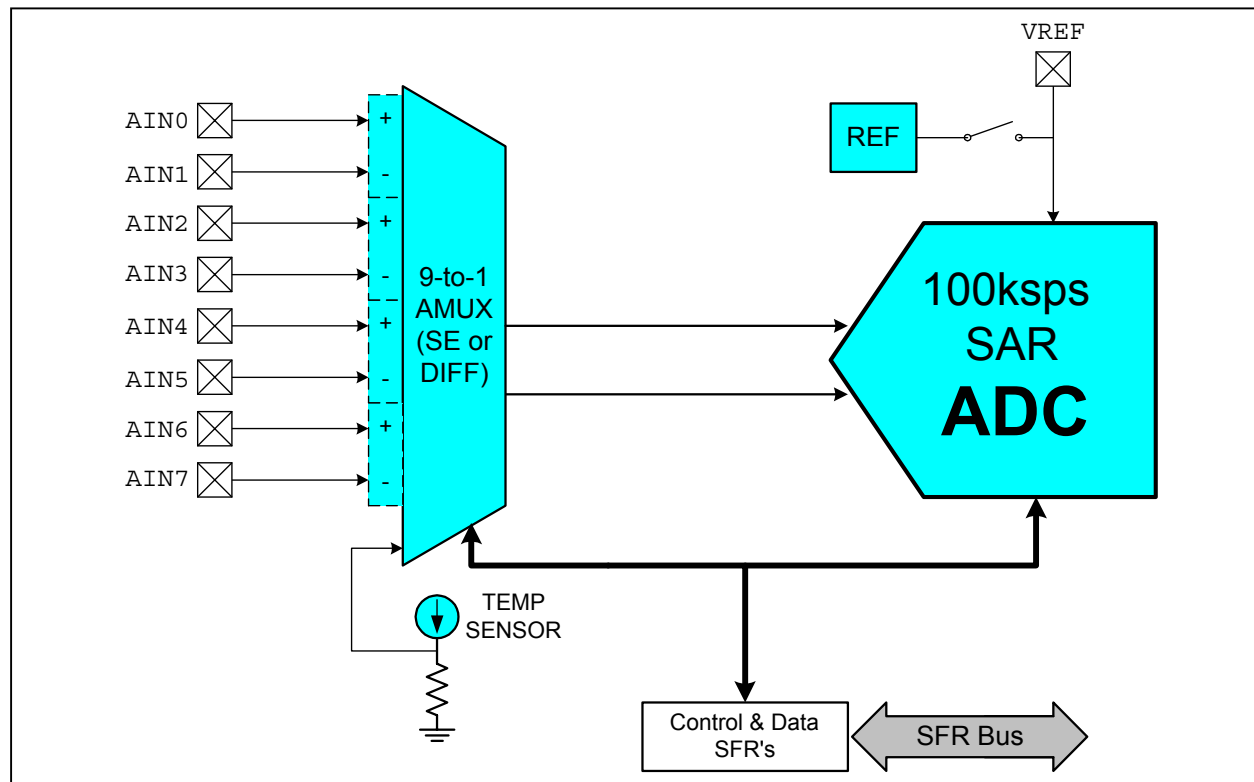 VREF
AIN0
+
REF
AIN1
-
AIN2
+
AIN3
-
9-to-1
AMUX
(SE or
DIFF)
100ksps
SAR
ADC
AIN4
+
AIN5
-
AIN6
+
AIN7
-
TEMP
SENSOR
Control & Data
SFR's
SFR Bus